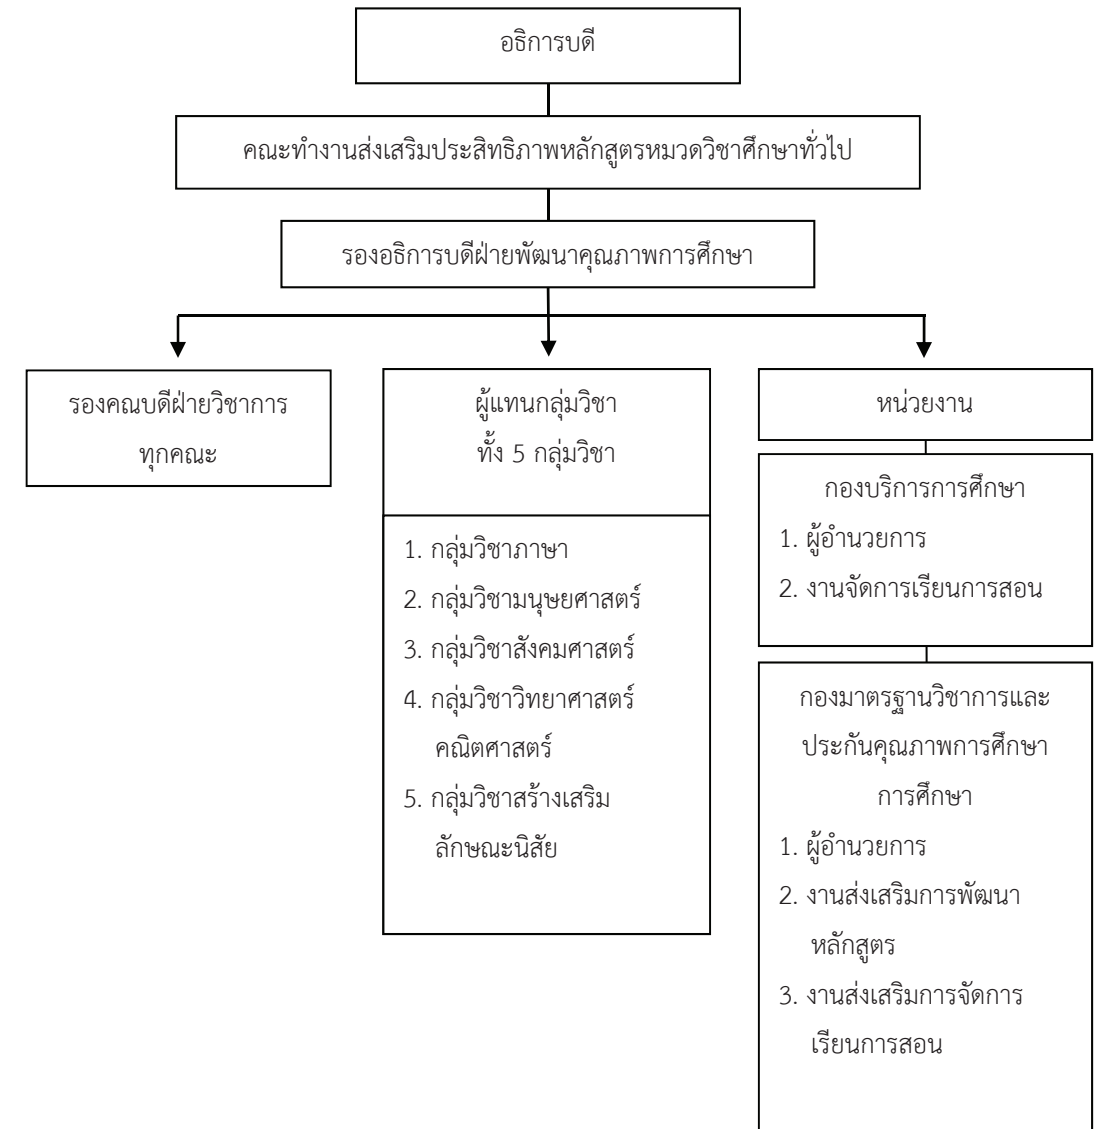 อธิการบดี
คณะทำงานส่งเสริมประสิทธิภาพหลักสูตรหมวดวิชาศึกษาทั่วไป
รองอธิการบดีฝ่ายพัฒนาคุณภาพการศึกษา
รองคณบดีฝ่ายวิชาการ
ทุกคณะ
ผู้แทนกลุ่มวิชา
ทั้ง 5 กลุ่มวิชา
1. กลุ่มวิชาภาษา
2. กลุ่มวิชามนุษยศาสตร์
3. กลุ่มวิชาสังคมศาสตร์
4. กลุ่มวิชาวิทยาศาสตร์
คณิตศาสตร์
5. กลุ่มวิชาสร้างเสริม
ลักษณะนิสัย
หน่วยงาน
กองบริการการศึกษา
1. ผู้อำนวยการ
2. งานจัดการเรียนการสอน
กองมาตรฐานวิชาการและ
ประกันคุณภาพการศึกษา
การศึกษา
1. ผู้อำนวยการ
2. งานส่งเสริมการพัฒนา
หลักสูตร
3. งานส่งเสริมการจัดการ
เรียนการสอน